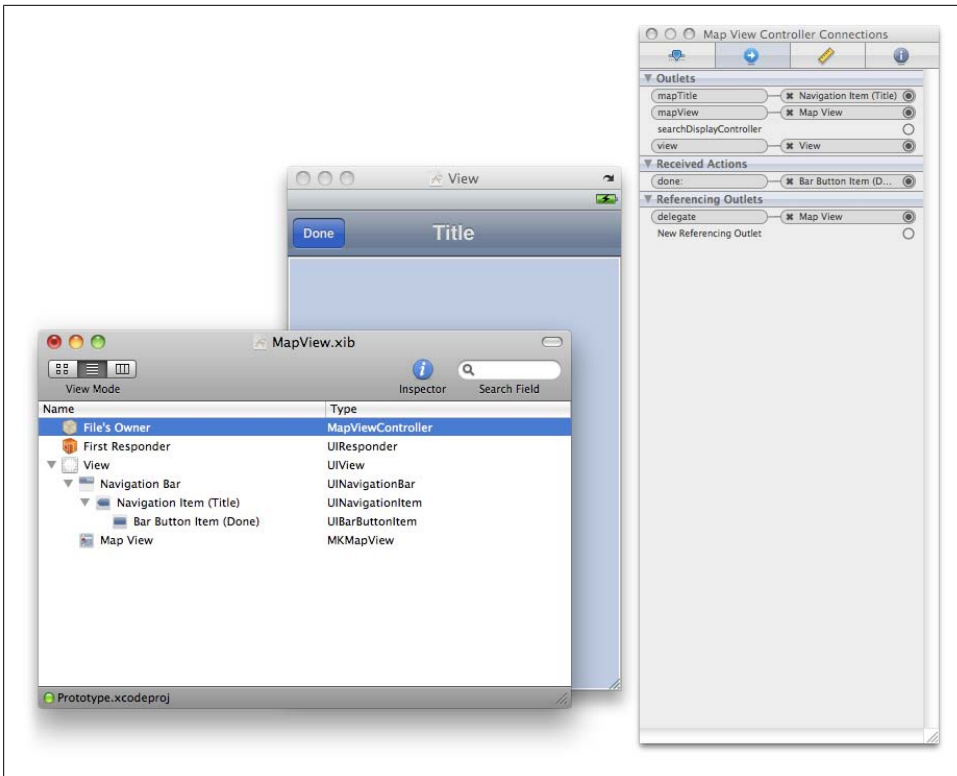 Map View Controller Connections
Outlets
mapTitle Navigation Item (Title)
mapView Map View
searchDisplayController
view View
Received Actions
done: Bar Button Item (D...
Referencing Outlets
delegate Map View
New Referencing Outlet
View
Done Title
MapView.xib
View Mode Inspector Search Field
Name Type
File's Owner MapViewController
First Responder UIResponder
View UIView
Navigation Bar UINavigationBar
Navigation Item (Title) UINavigationItem
Bar Button Item (Done) UIBarButtonItem
Map View MKMapView
Prototype.xcodeproj